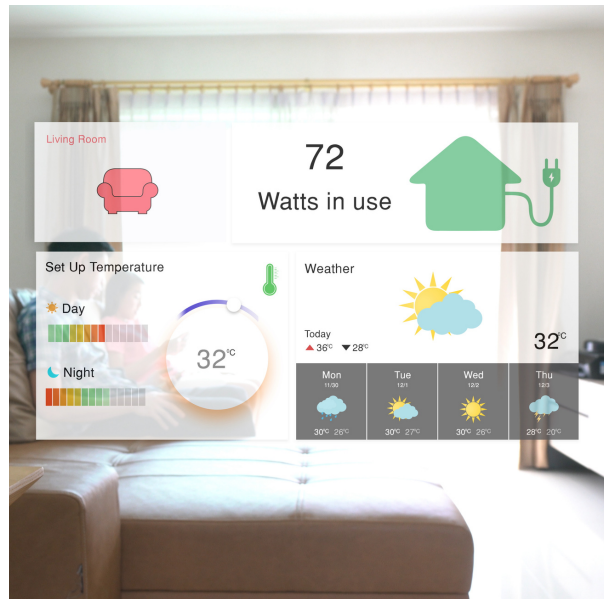 Living Room
72
Watts in use
Set Up Temperature
Day
Night
32°C
Weather
Today
▲ 36°C ▼ 28°C
32°C
Mon Tue Wed Thu
11/30 12/1 12/2 12/3
30°C 26°C 30°C 27°C 30°C 26°C 28°C 20°C